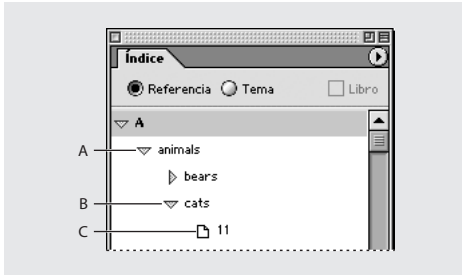 Índice
Referencia Tema Libro
A
A animals
bears
B cats
C 11